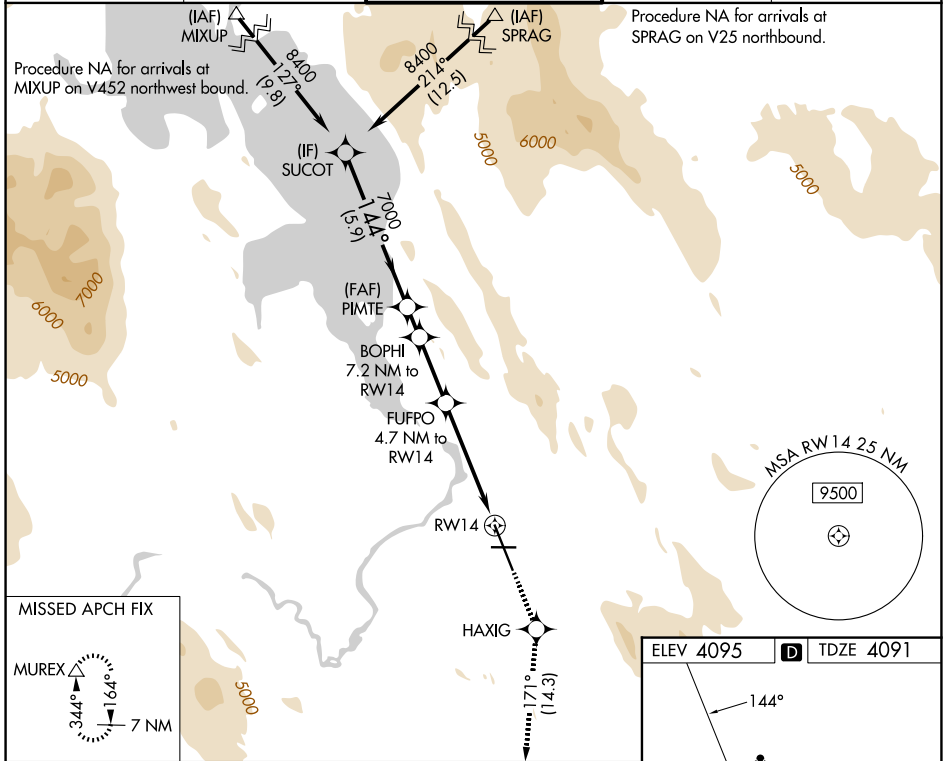 (IAF)
MIXUP
(IAF)
SPRAG
Procedure NA for arrivals at
SPRAG on V25 northbound.
Procedure NA for arrivals at
MIXUP on V452 northwest bound.
8400
127°
(9.8)
8400
214°
(12.5)
5000
6000
5000
(IF)
SUCOT
7000
144°
(5.9)
7000
6000
5000
(FAF)
PIMTE
BOPHI
7.2 NM to
RW14
FUFPO
4.7 NM to
RW14
MSA RW14 25 NM
9500
RW14
MISSED APCH FIX
MUREX
344°
164°
7 NM
5000
HAXIG
171°
(14.3)
ELEV 4095
D
TDZE 4091
144°